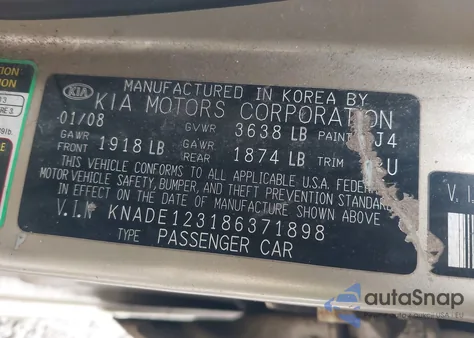 MANUFACTURED IN KOREA BY
KIA KIA MOTORS CORPORATION
01/08 GVWR 3638 LB PAINT J4
GAWR FRONT 1918 LB GAWR REAR 1874 LB TRIM U
THIS VEHICLE CONFORMS TO ALL APPLICABLE U.S.A. FEDERAL
MOTOR VEHICLE SAFETY, BUMPER, AND THEFT PREVENTION STANDARD
IN EFFECT ON THE DATE OF MANUFACTURE SHOWN ABOVE.
V.I.N KNADE123186371898
TYPE PASSENGER CAR
V.I.
autoSnap